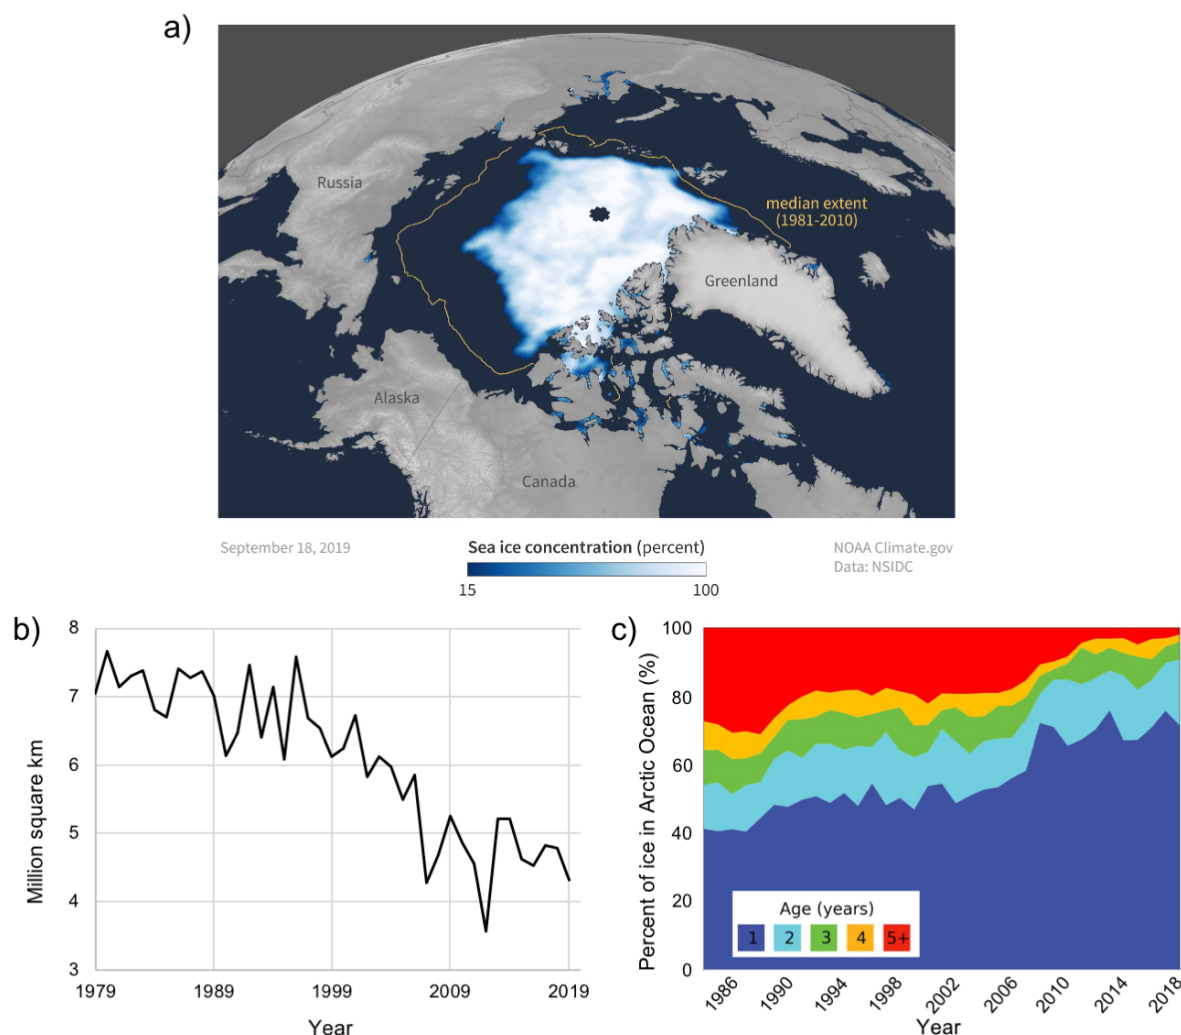 a)
Russia
median extent
(1981-2010)
Greenland
Alaska
Canada
September 18, 2019
Sea ice concentration (percent)
NOAA Climate.gov
Data: NSIDC
15
100
b)
8
7
6
5
4
3
Million square km
1979
1989
1999
2009
2019
Year
c)
100
80
60
40
20
0
Percent of ice in Arctic Ocean (%)
Age (years)
1 2 3 4 5+
1986
1990
1994
1998
2002
2006
2010
2014
2018
Year